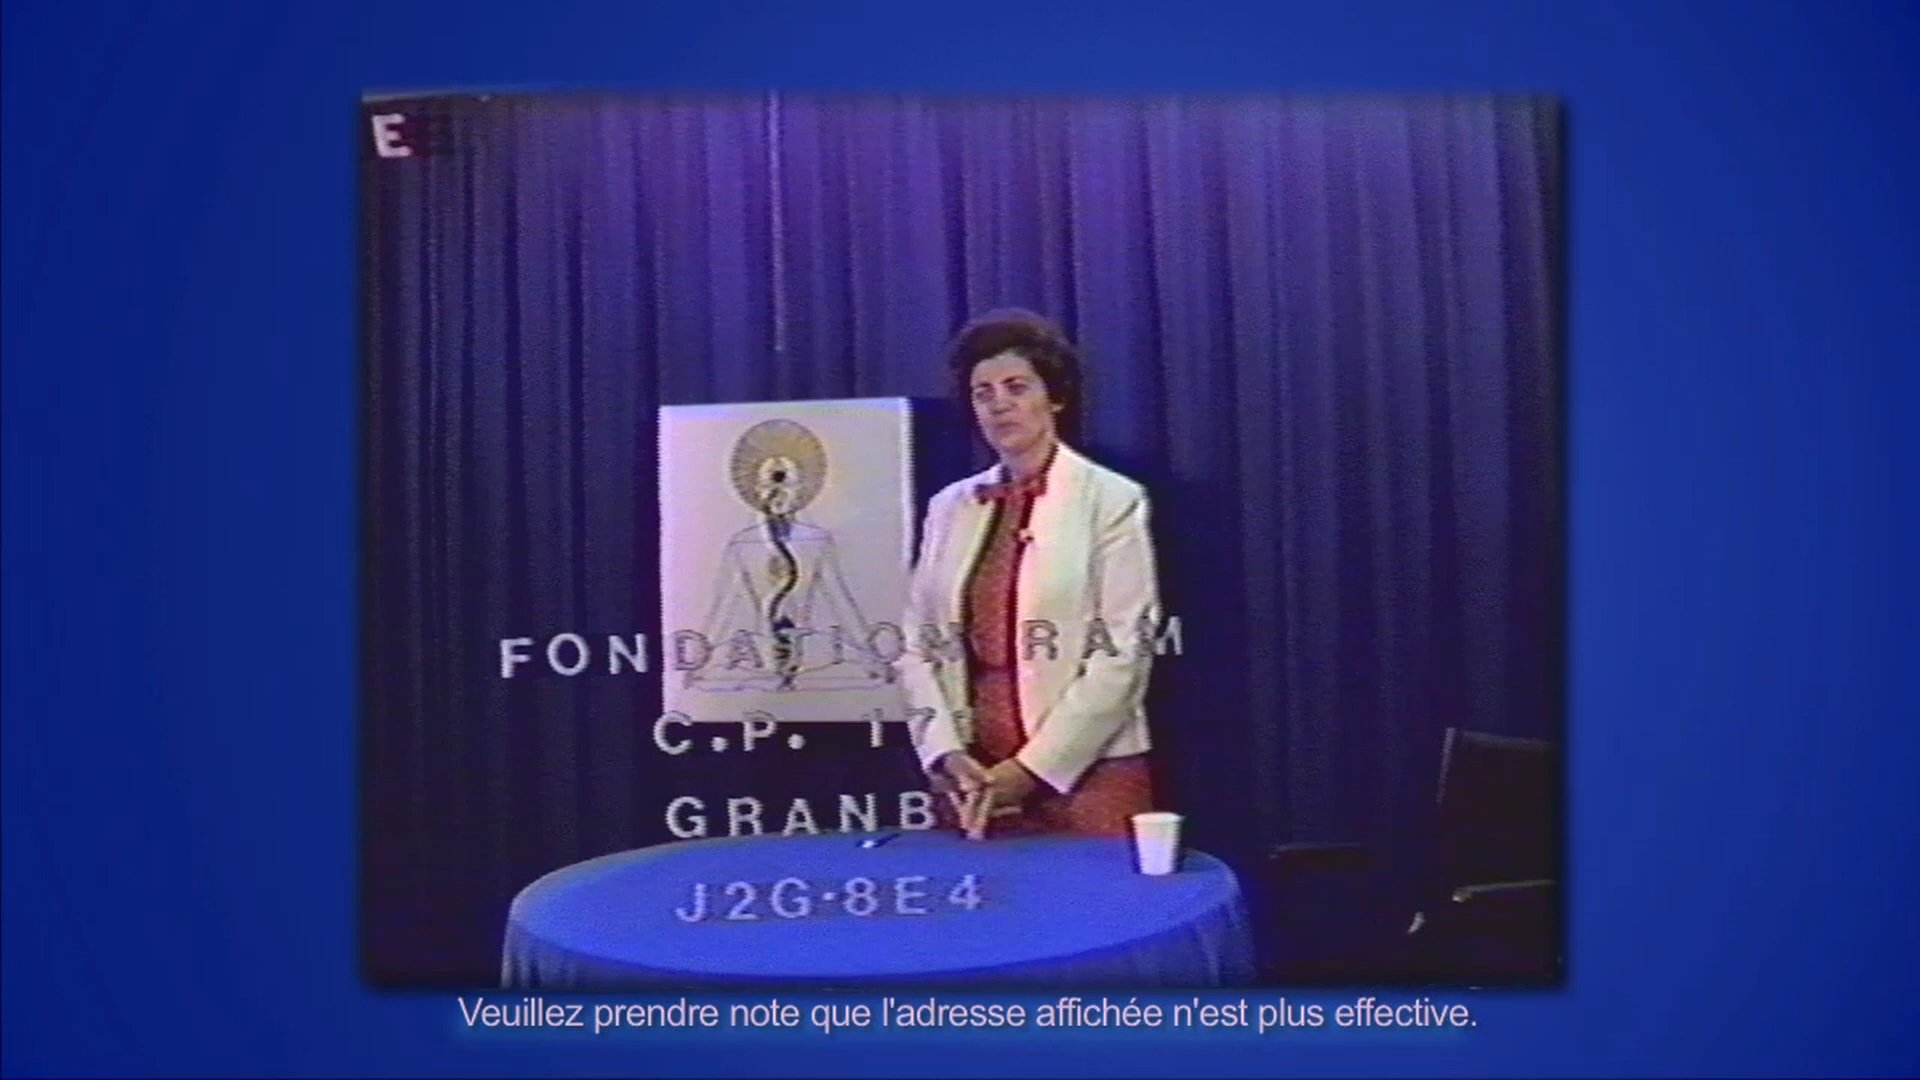 E
FONDATION RAM
C.P.
GRANBY
J2G·8E4
Veuillez prendre note que l'adresse affichée n'est plus effective.